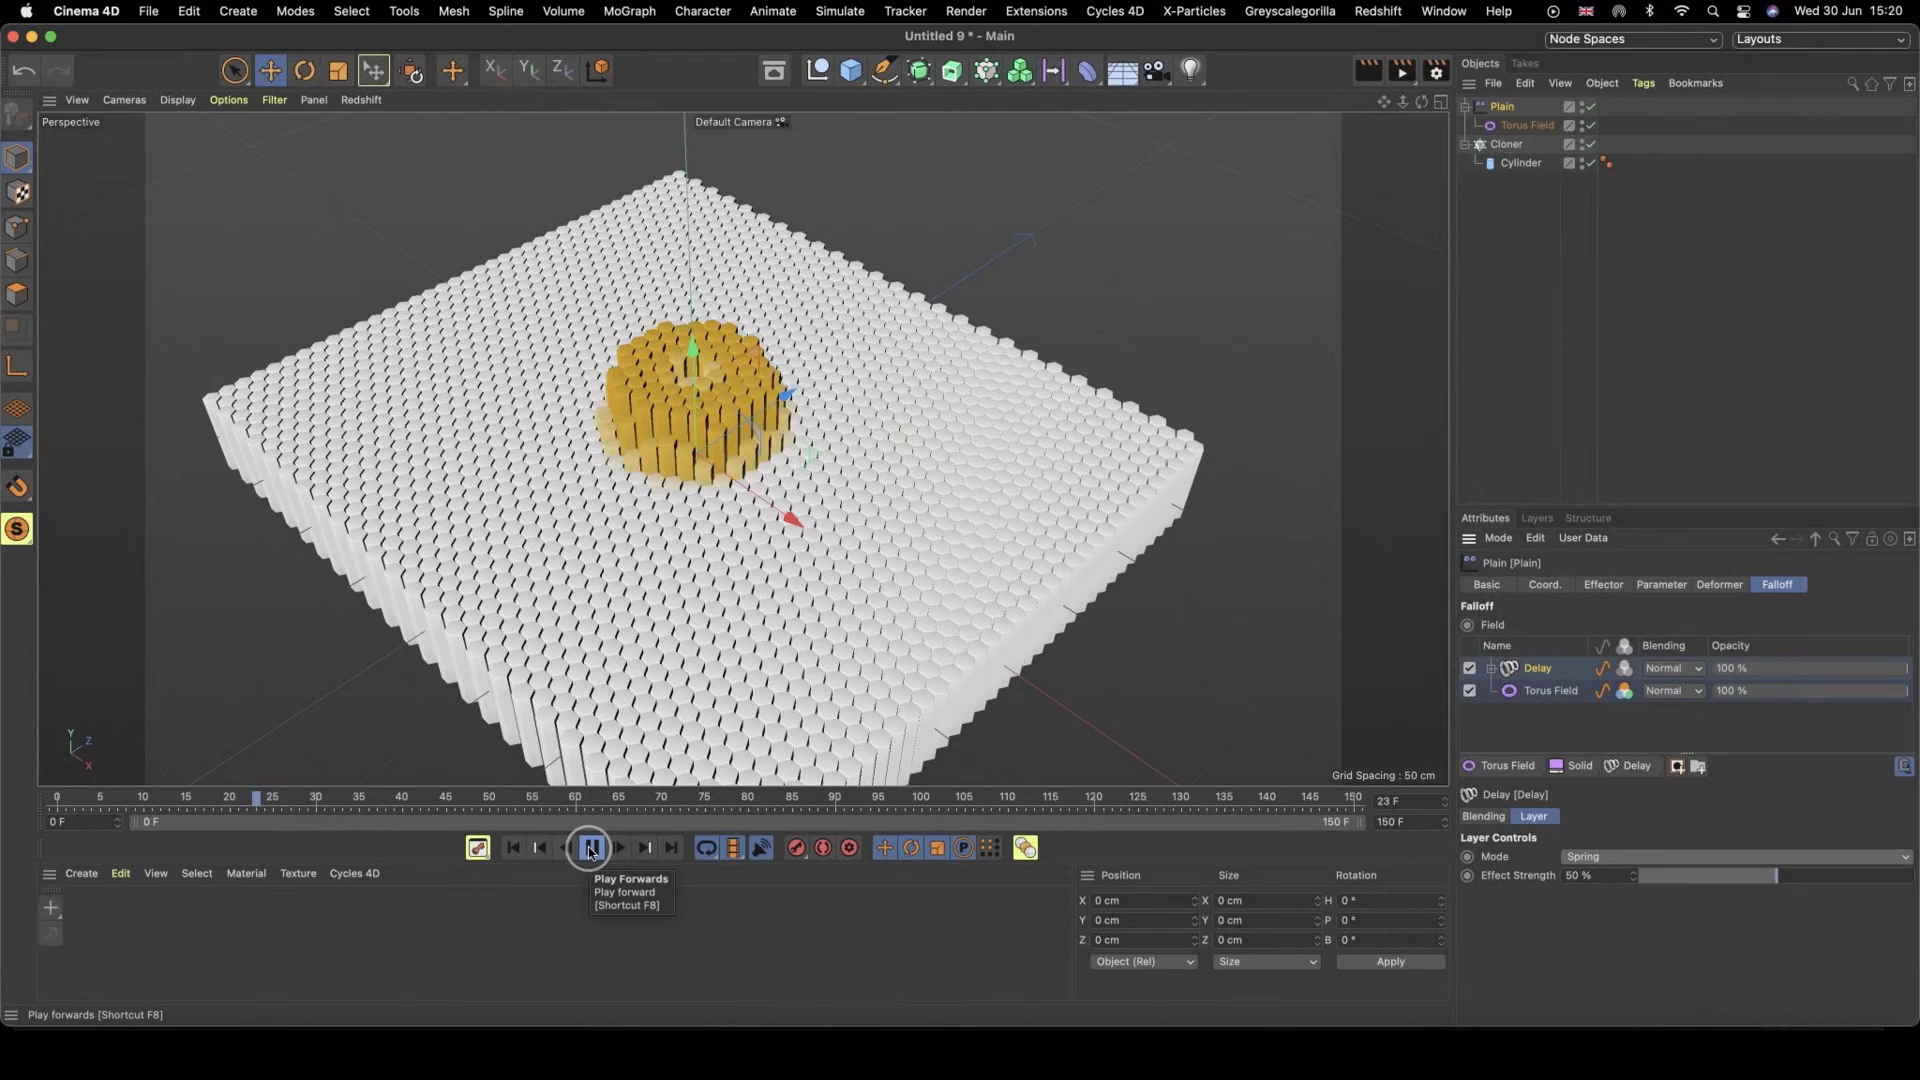 Cinema 4D File Edit Create Modes Select Tools Mesh Spline Volume MoGraph Character Animate Simulate Tracker Render Extensions Cycles 4D X-Particles Greyscalegorilla Redshift Window Help Wed 30 Jun 15:20
Untitled 9 * - Main
Node Spaces Layouts
Objects Takes
File Edit View Object Tags Bookmarks
View Cameras Display Options Filter Panel Redshift
Perspective
Default Camera
Plain
Torus Field
Cloner
Cylinder
S
Y
Z
X
Grid Spacing : 50 cm
Attributes Layers Structure
Mode Edit User Data
Plain [Plain]
Basic Coord. Effector Parameter Deformer Falloff
Falloff
Field
Name Blending Opacity
Delay Normal 100 %
Torus Field Normal 100 %
Torus Field Solid Delay
Delay [Delay]
Blending Layer
Layer Controls
Mode Spring
Effect Strength 50 %
0 5 10 15 20 25 30 35 40 45 50 55 60 65 70 75 80 85 90 95 100 105 110 115 120 125 130 135 140 145 150 23 F
0 F 0 F 150 F 150 F
Play Forwards
Play forward
[Shortcut F8]
Create Edit View Select Material Texture Cycles 4D
Position Size Rotation
X 0 cm X 0 cm H 0 °
Y 0 cm Y 0 cm P 0 °
Z 0 cm Z 0 cm B 0 °
Object (Rel) Size Apply
Play forwards [Shortcut F8]